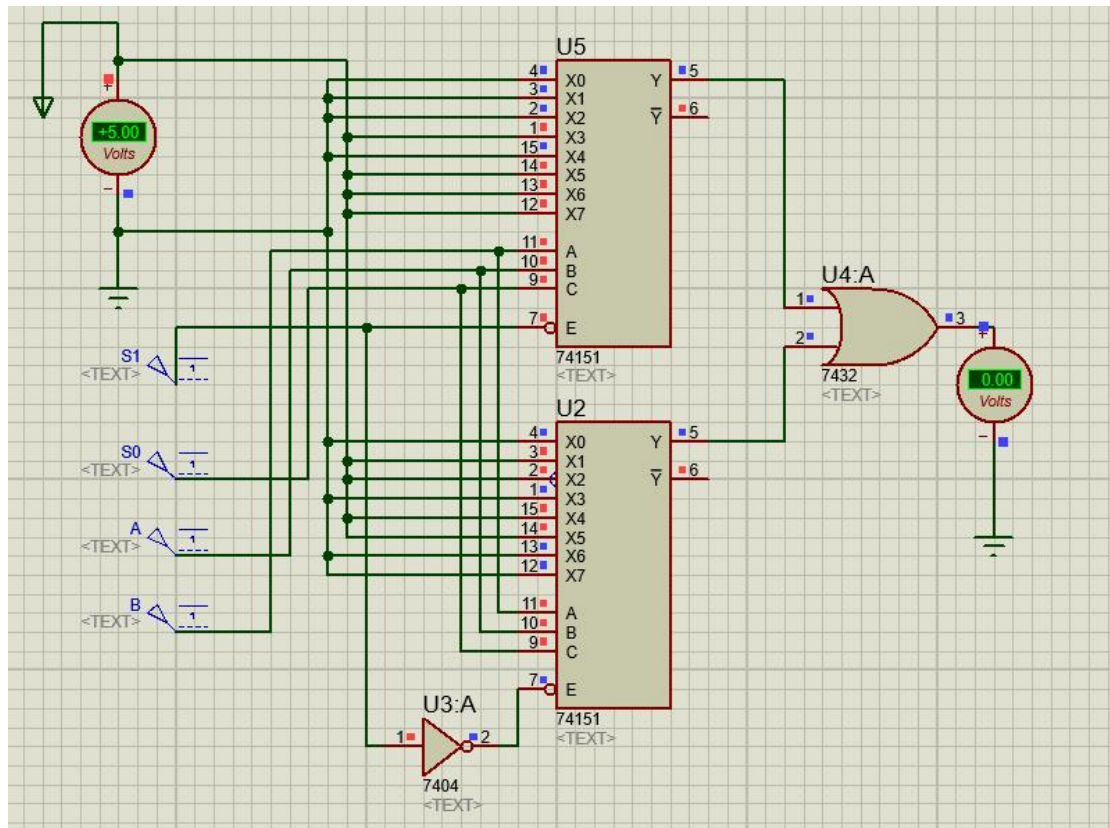 U5
4 X0 Y 5
3 X1
2 X2 Y 6
1 X3
15 X4
14 X5
13 X6
12 X7
11 A
10 B
9 C
7 E
74151
<TEXT>
+
+5.00
Volts
−
S1
<TEXT>
1
S0
<TEXT>
1
A
<TEXT>
1
B
<TEXT>
1
U4:A
1
2
3
7432
<TEXT>
+
0.00
Volts
−
U2
4 X0 Y 5
3 X1
2 X2 Y 6
1 X3
15 X4
14 X5
13 X6
12 X7
11 A
10 B
9 C
7 E
74151
<TEXT>
U3:A
1 2
7404
<TEXT>